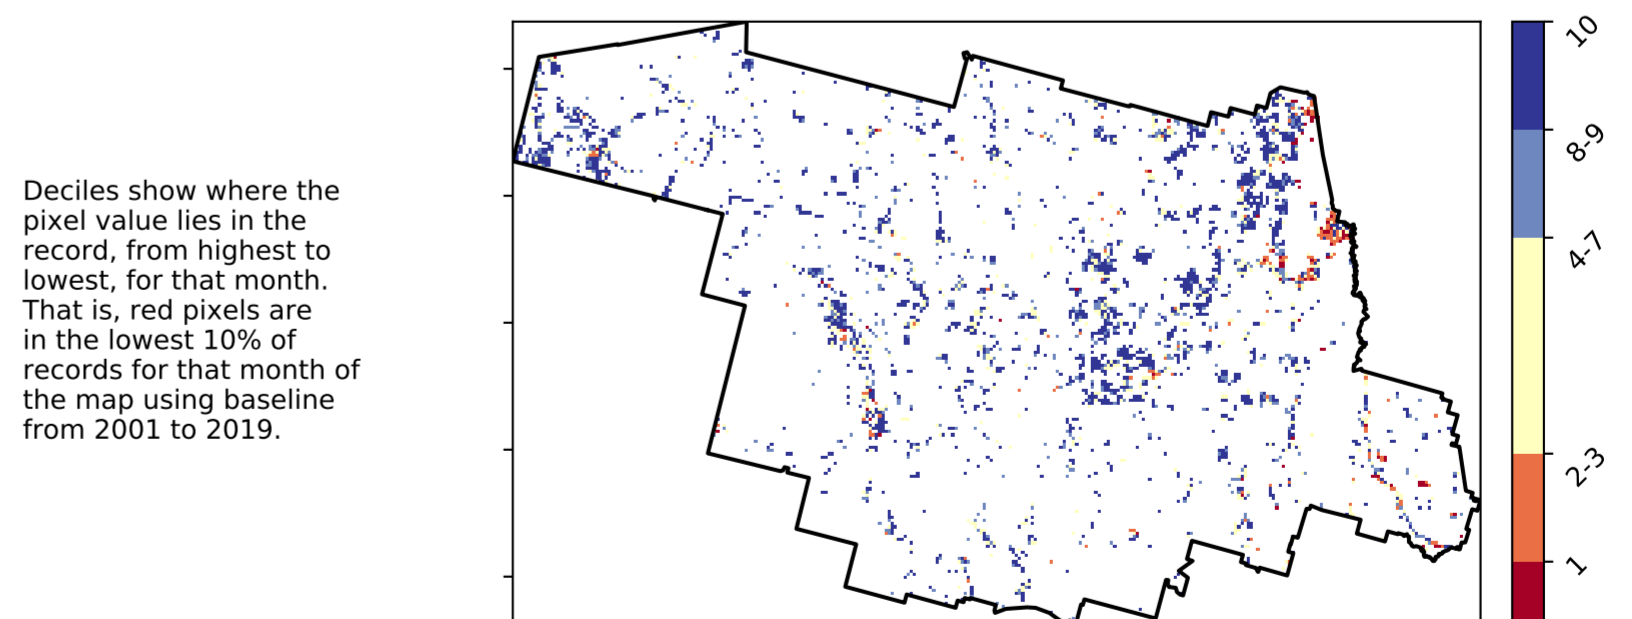 Deciles show where the
pixel value lies in the
record, from highest to
lowest, for that month.
That is, red pixels are
in the lowest 10% of
records for that month of
the map using baseline
from 2001 to 2019.
10
8-9
4-7
2-3
1